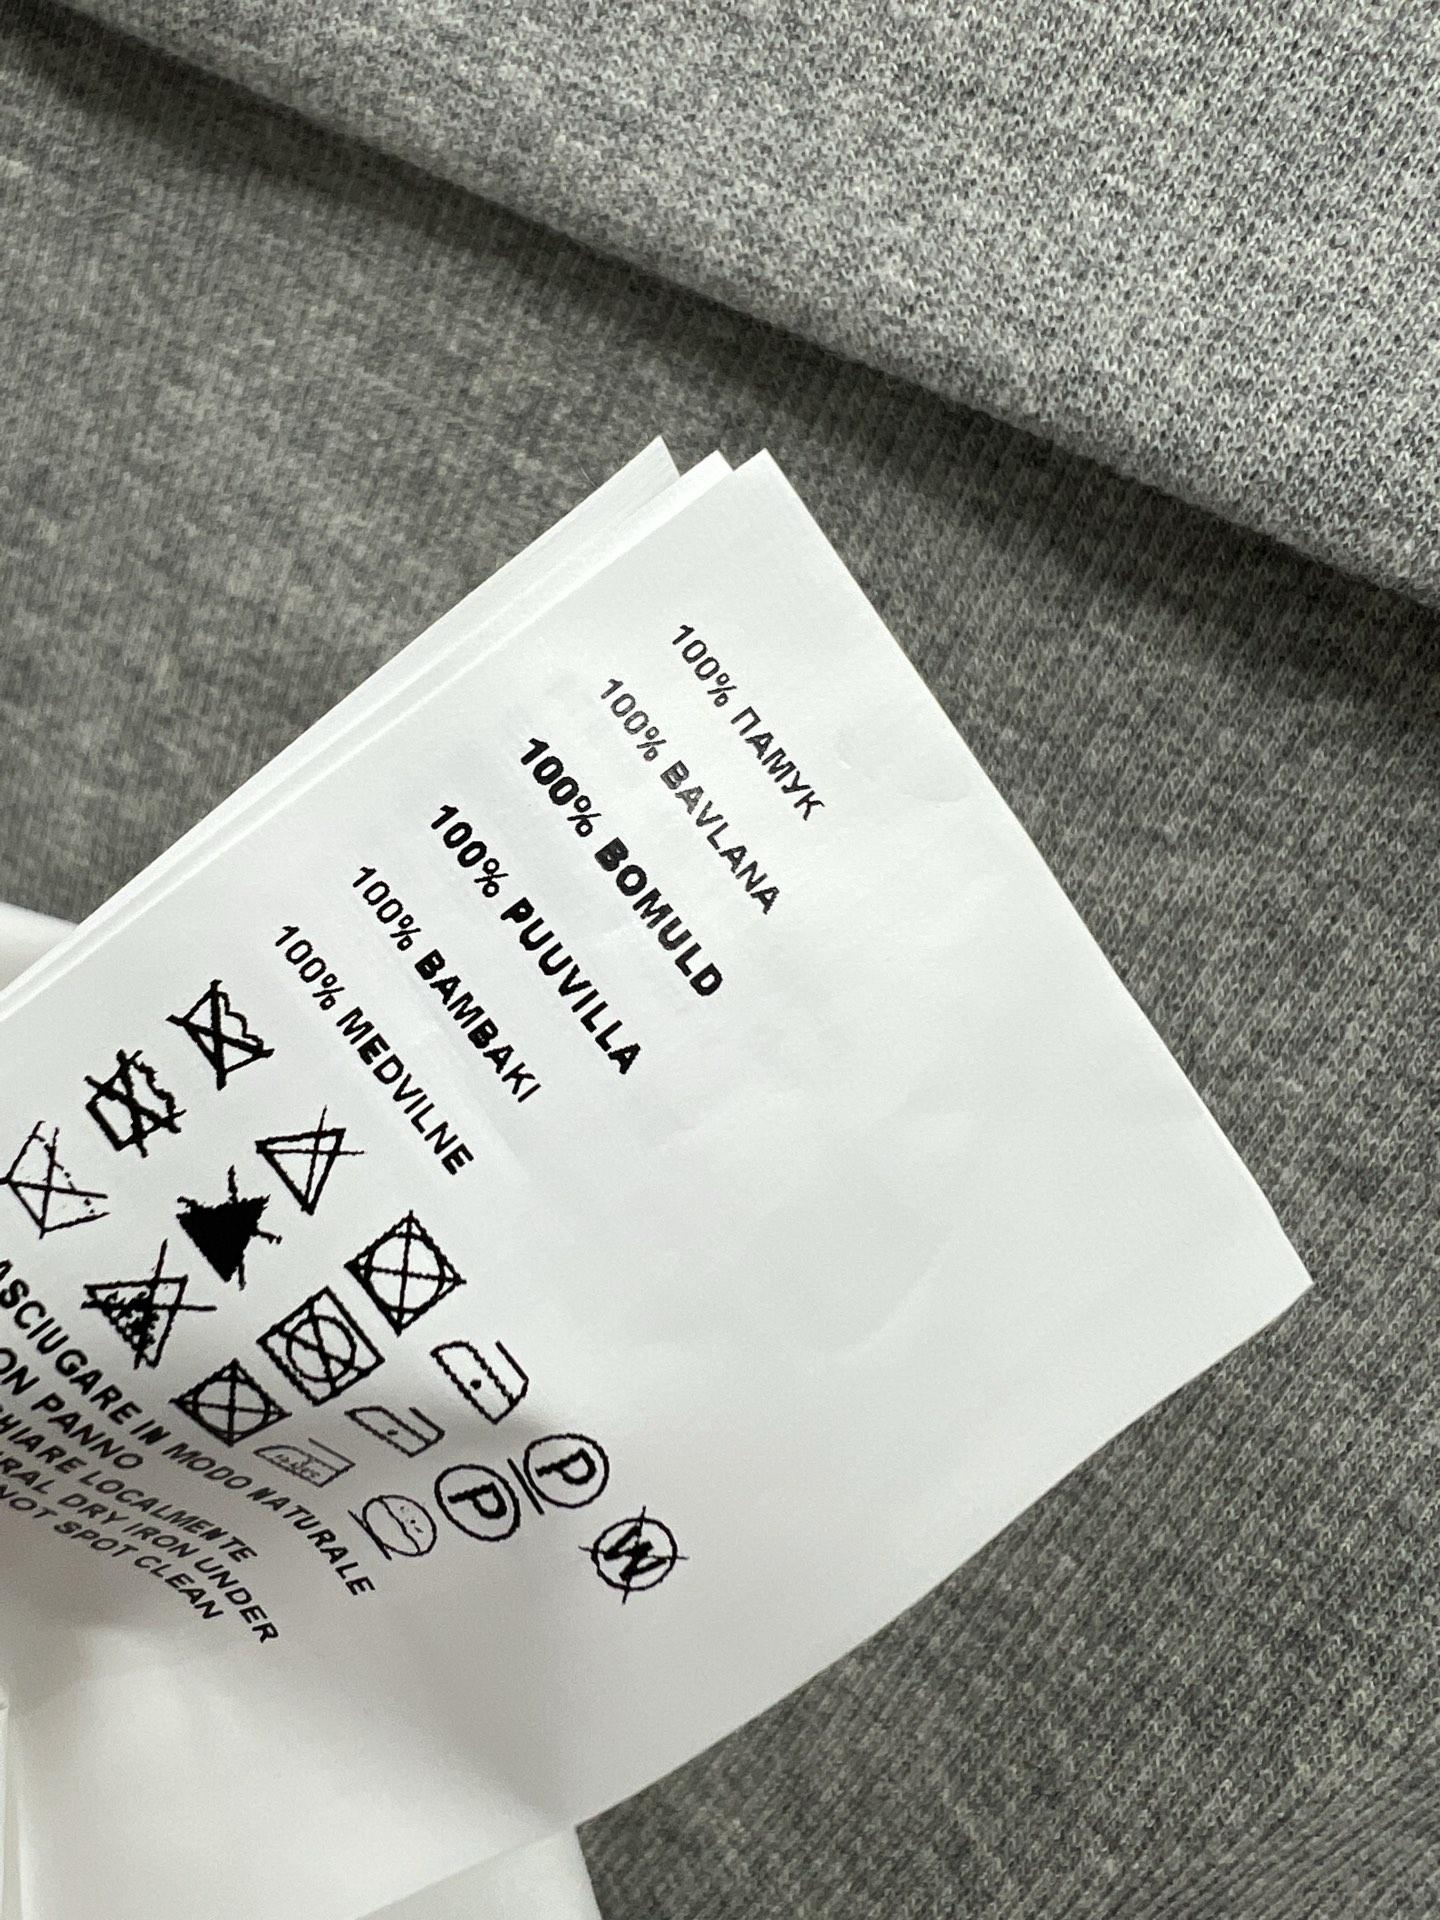 100% ПАМУК
100% BAVLANA
100% BOMULD
100% PUUVILLA
100% BAMBAKI
100% MEDVILNE
P
P
W
ASCIUGARE IN MODO NATURALE
ON PANNO
HIARE LOCALMENTE
RAL DRY IRON UNDER
NOT SPOT CLEAN